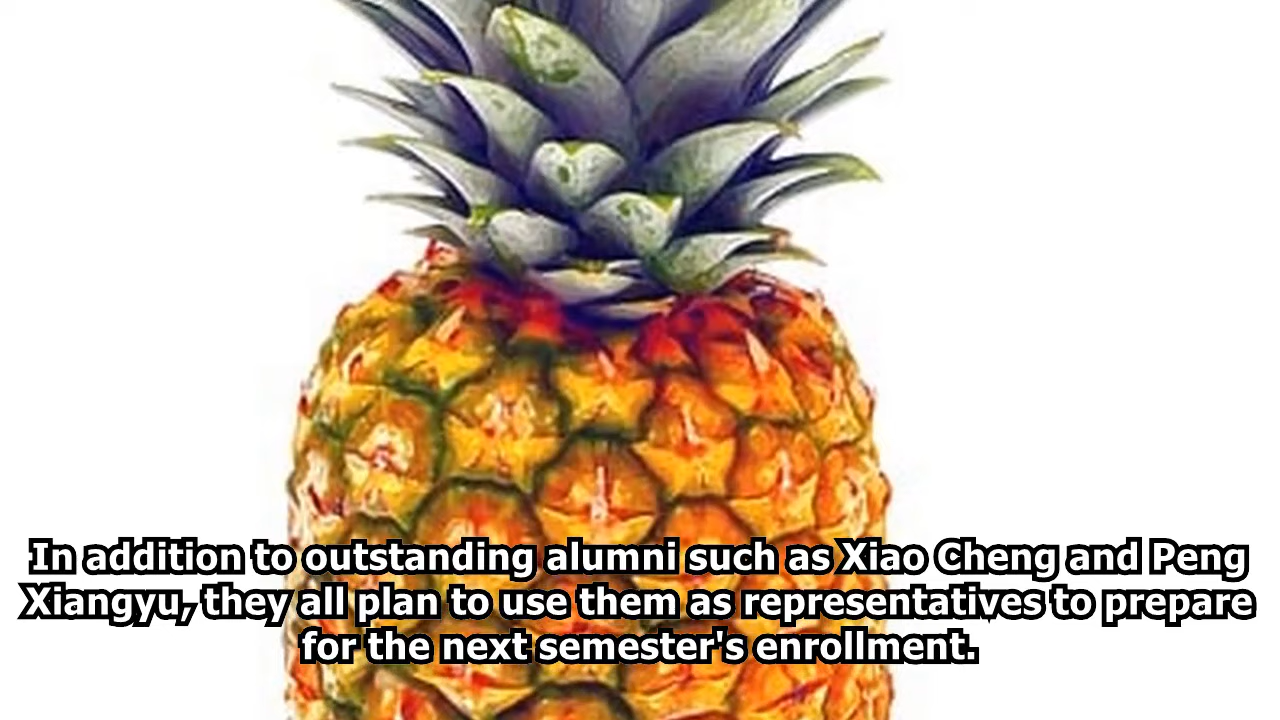 In addition to outstanding alumni such as Xiao Cheng and Peng
Xiangyu, they all plan to use them as representatives to prepare
for the next semester's enrollment.